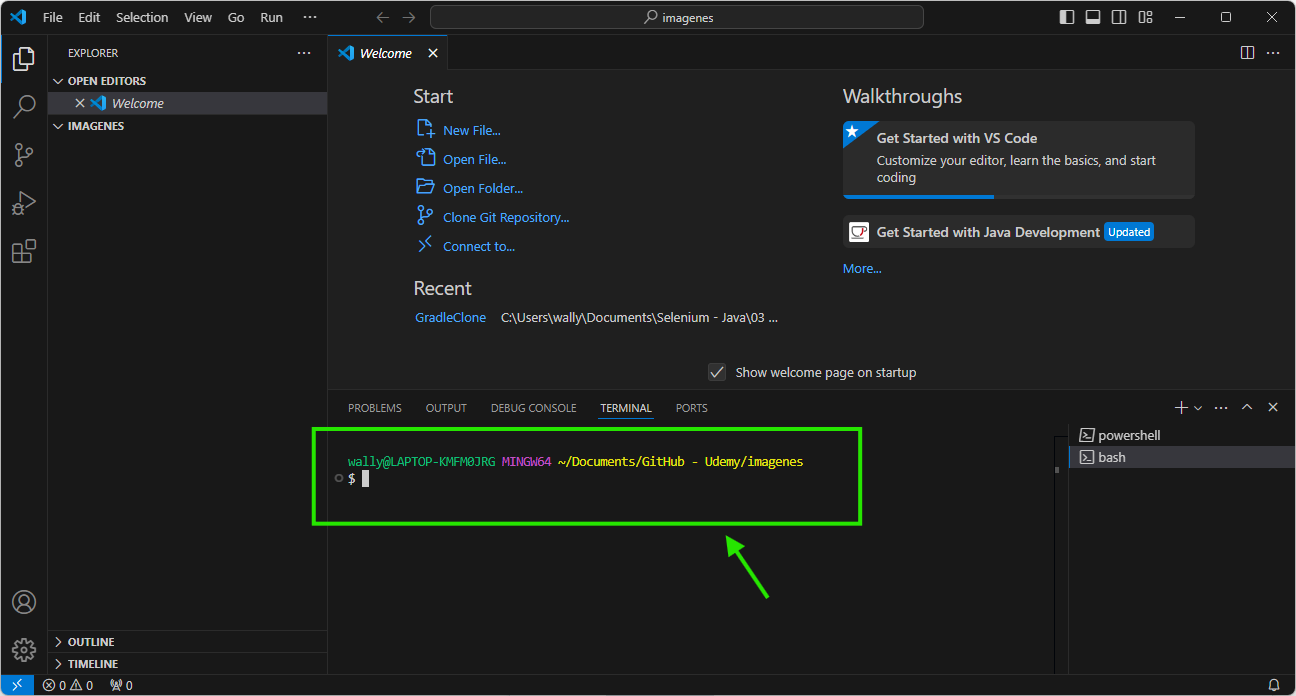 File Edit Selection View Go Run ···
imagenes
EXPLORER
OPEN EDITORS
Welcome
IMAGENES
OUTLINE
TIMELINE
Welcome
Start
New File...
Open File...
Open Folder...
Clone Git Repository...
Connect to...
Recent
GradleClone C:\Users\wally\Documents\Selenium - Java\03 ...
Walkthroughs
Get Started with VS Code
Customize your editor, learn the basics, and start
coding
Get Started with Java Development Updated
More...
Show welcome page on startup
PROBLEMS OUTPUT DEBUG CONSOLE TERMINAL PORTS
wally@LAPTOP-KMFM0JRG MINGW64 ~/Documents/GitHub - Udemy/imagenes
$
powershell
bash
0 0 0